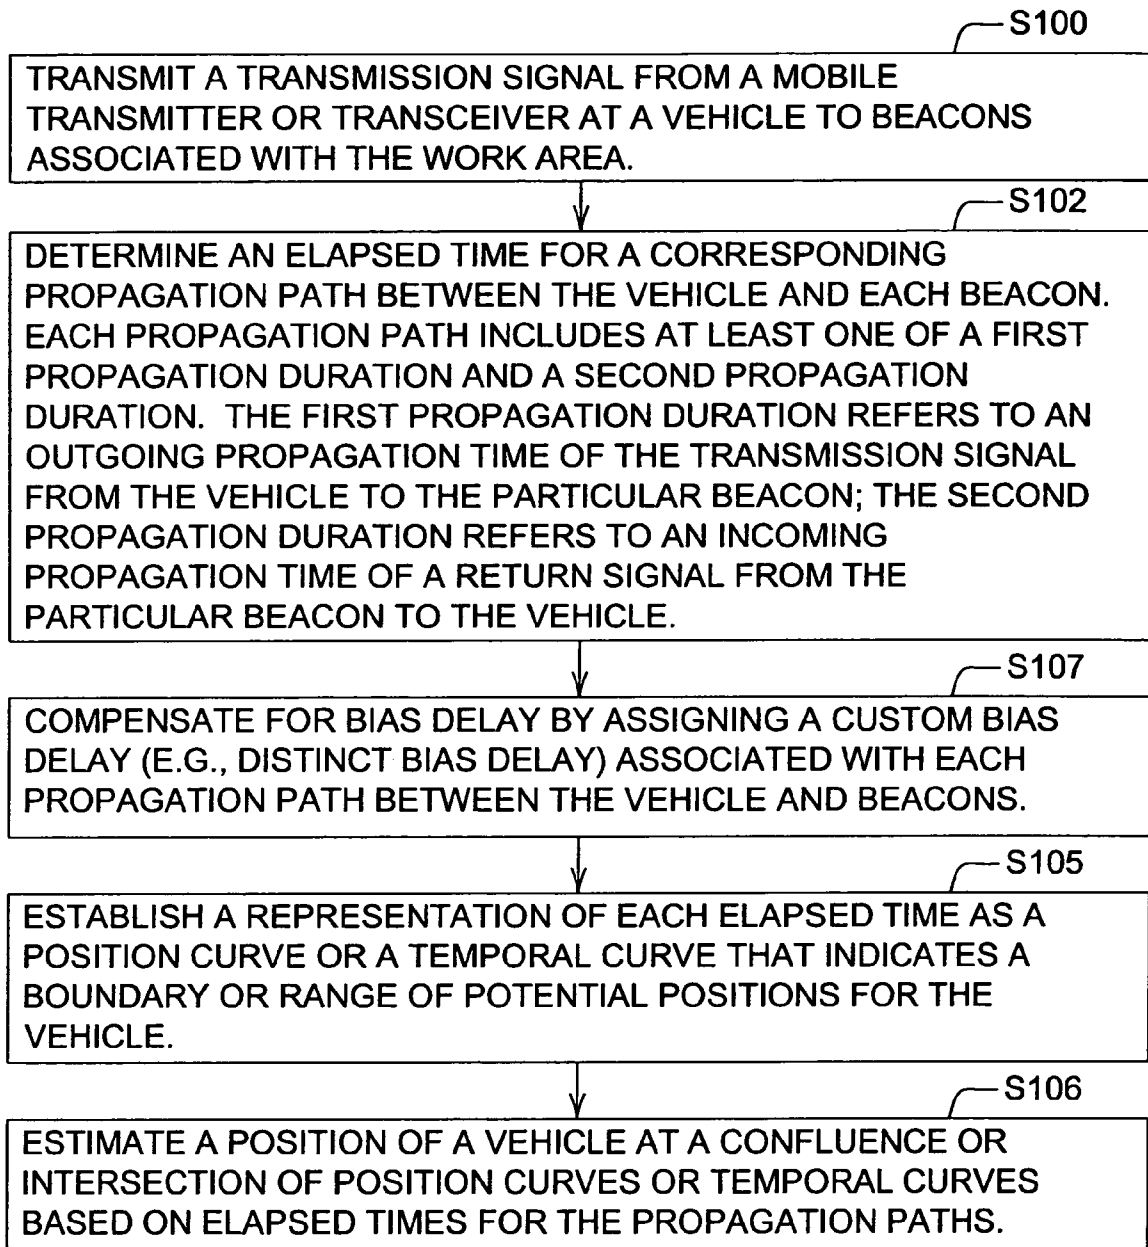 S100
TRANSMIT A TRANSMISSION SIGNAL FROM A MOBILE
TRANSMITTER OR TRANSCEIVER AT A VEHICLE TO BEACONS
ASSOCIATED WITH THE WORK AREA.
S102
DETERMINE AN ELAPSED TIME FOR A CORRESPONDING
PROPAGATION PATH BETWEEN THE VEHICLE AND EACH BEACON.
EACH PROPAGATION PATH INCLUDES AT LEAST ONE OF A FIRST
PROPAGATION DURATION AND A SECOND PROPAGATION
DURATION. THE FIRST PROPAGATION DURATION REFERS TO AN
OUTGOING PROPAGATION TIME OF THE TRANSMISSION SIGNAL
FROM THE VEHICLE TO THE PARTICULAR BEACON; THE SECOND
PROPAGATION DURATION REFERS TO AN INCOMING
PROPAGATION TIME OF A RETURN SIGNAL FROM THE
PARTICULAR BEACON TO THE VEHICLE.
S107
COMPENSATE FOR BIAS DELAY BY ASSIGNING A CUSTOM BIAS
DELAY (E.G., DISTINCT BIAS DELAY) ASSOCIATED WITH EACH
PROPAGATION PATH BETWEEN THE VEHICLE AND BEACONS.
S105
ESTABLISH A REPRESENTATION OF EACH ELAPSED TIME AS A
POSITION CURVE OR A TEMPORAL CURVE THAT INDICATES A
BOUNDARY OR RANGE OF POTENTIAL POSITIONS FOR THE
VEHICLE.
S106
ESTIMATE A POSITION OF A VEHICLE AT A CONFLUENCE OR
INTERSECTION OF POSITION CURVES OR TEMPORAL CURVES
BASED ON ELAPSED TIMES FOR THE PROPAGATION PATHS.